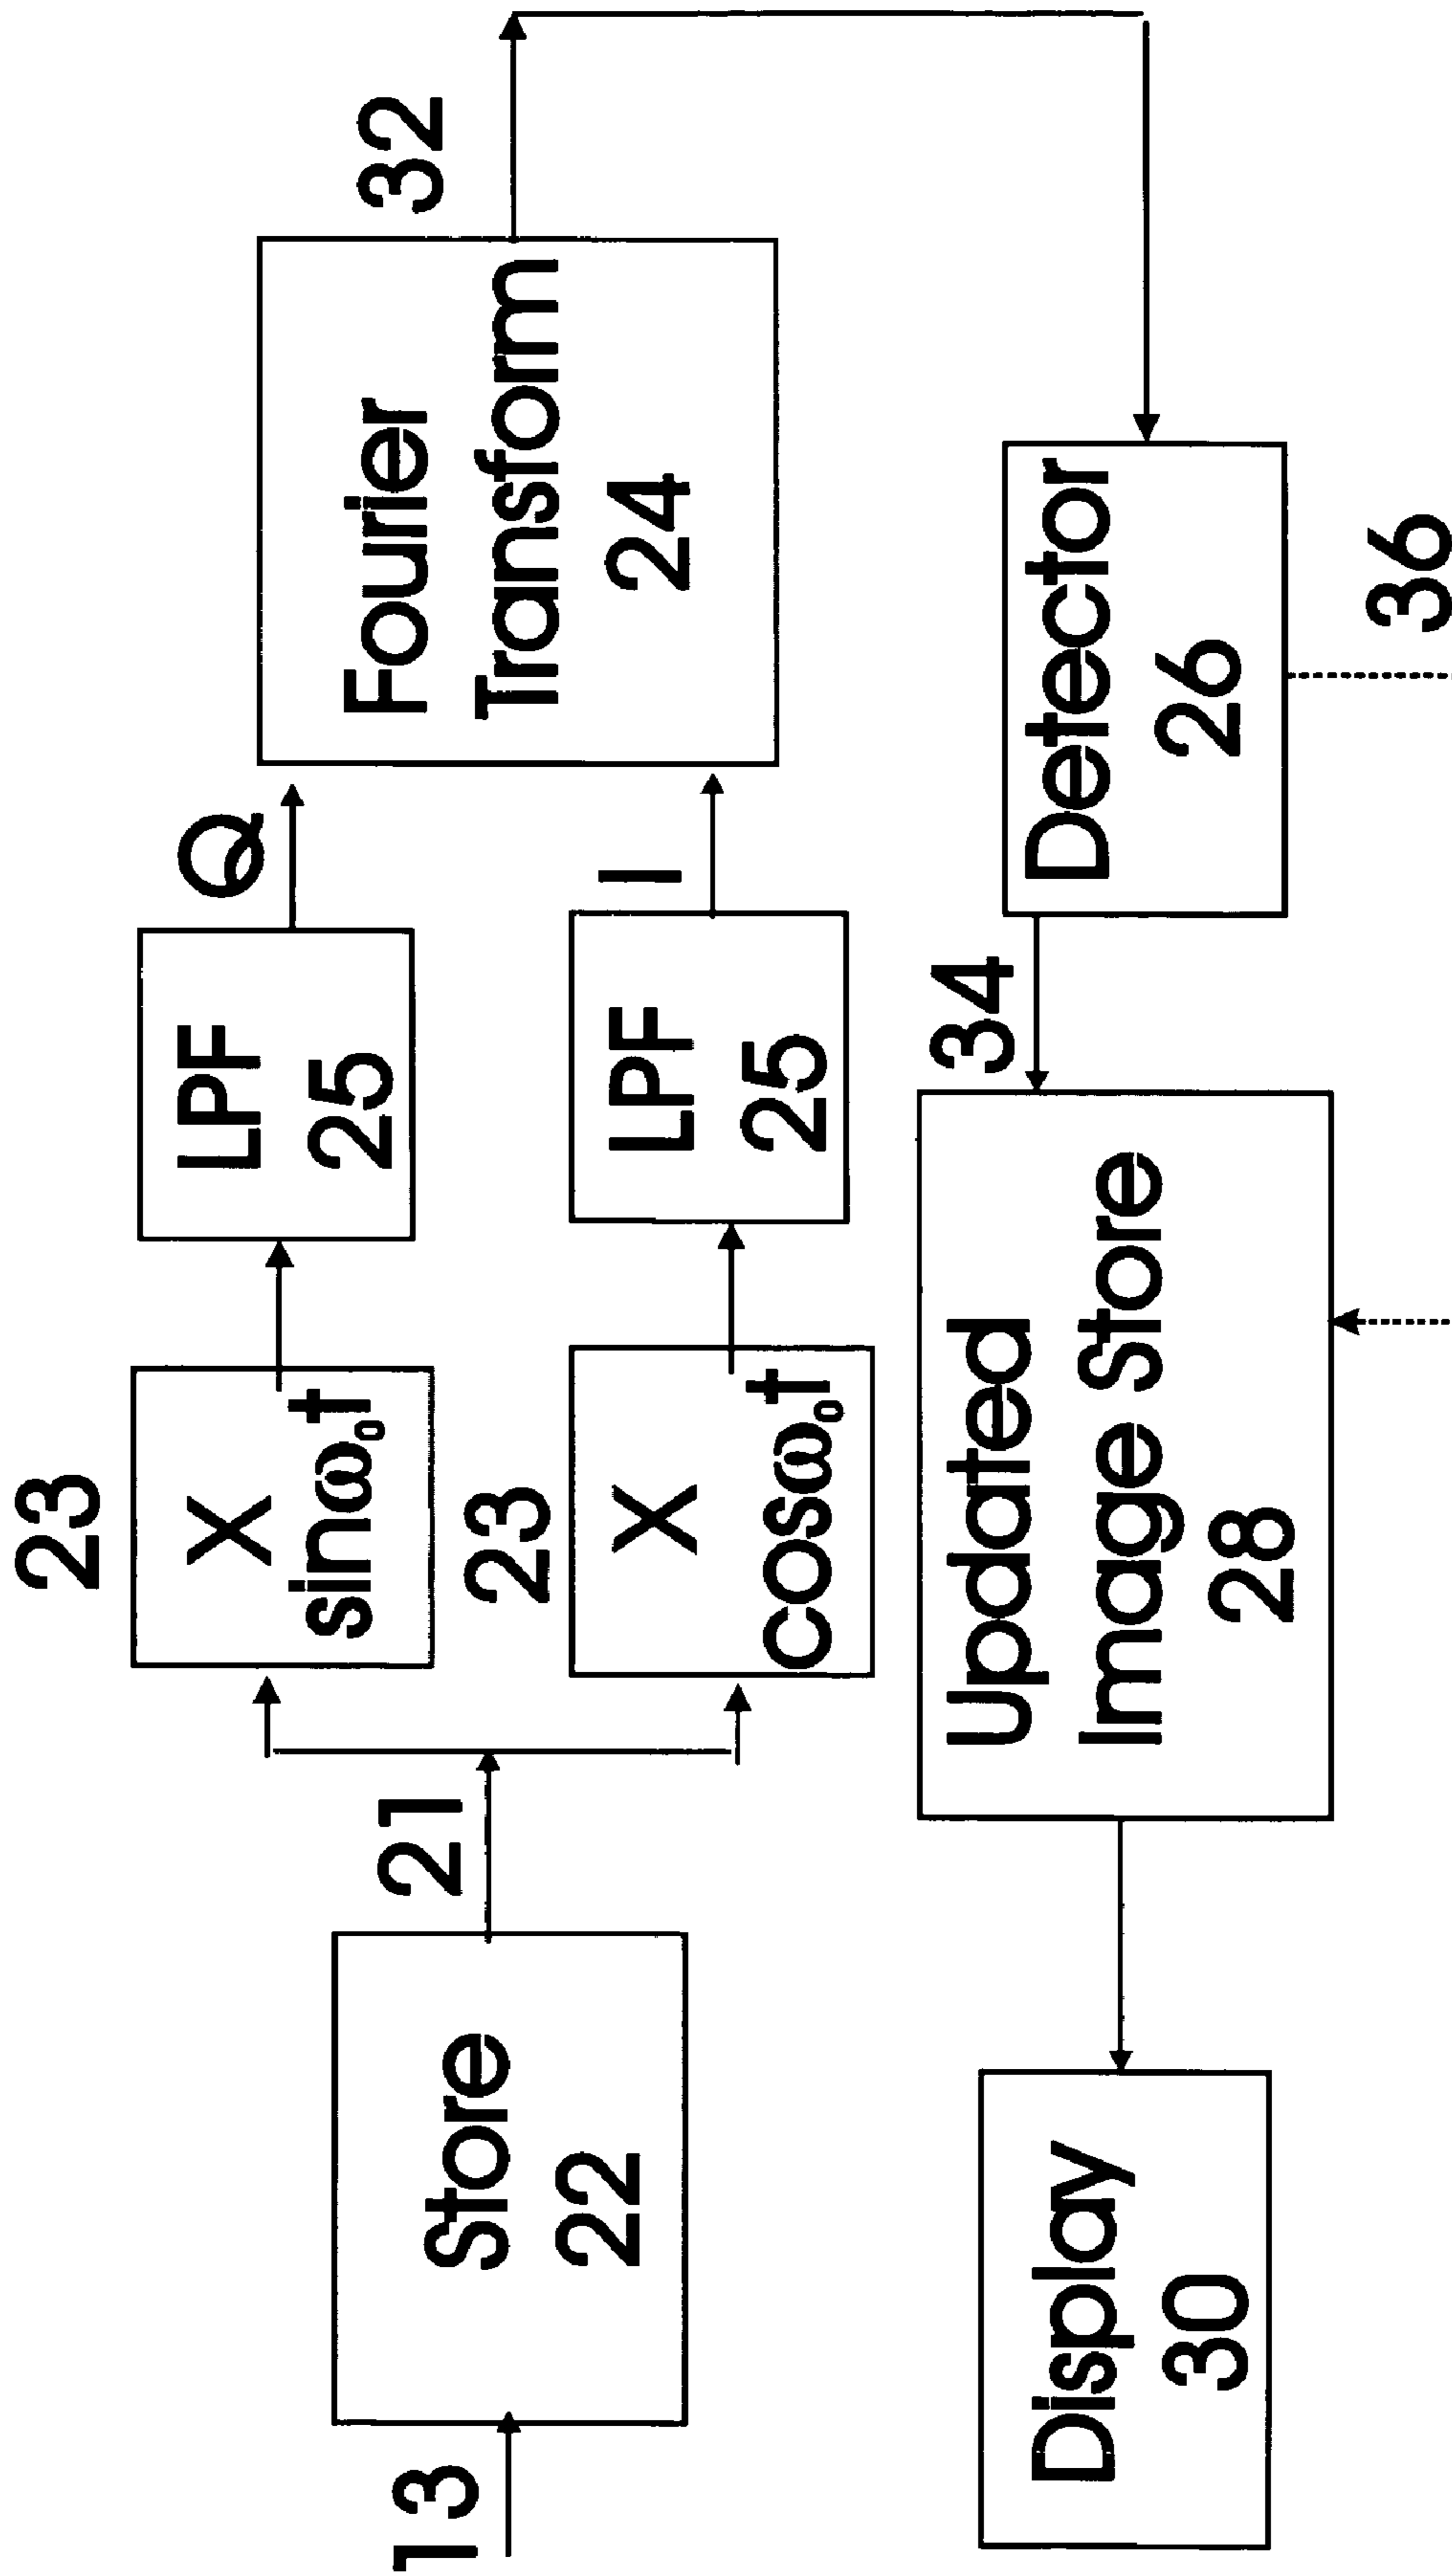 13
Store
22
21
23
X
sinω₀t
23
X
cosω₀t
LPF
25
LPF
25
Q
I
Fourier
Transform
24
32
Detector
26
34
36
Updated
Image Store
28
Display
30